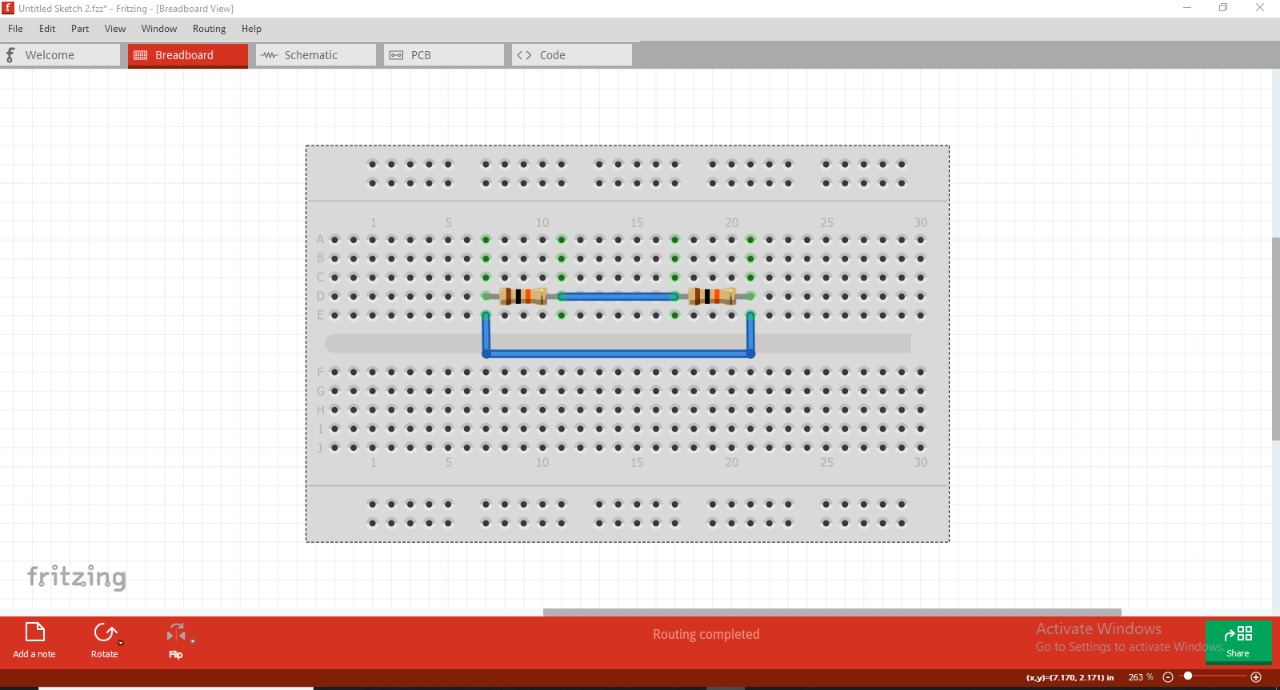 Untitled Sketch 2.fzz* - Fritzing - [Breadboard View]
File Edit Part View Window Routing Help
Welcome Breadboard Schematic PCB Code
1 5 10 15 20 25 30
A
B
C
D
E
F
G
H
I
J
1 5 10 15 20 25 30
fritzing
Routing completed
Activate Windows
Go to Settings to activate Windows.
Add a note Rotate Flip Share
(x,y)=(7.170, 2.171) in 263 %